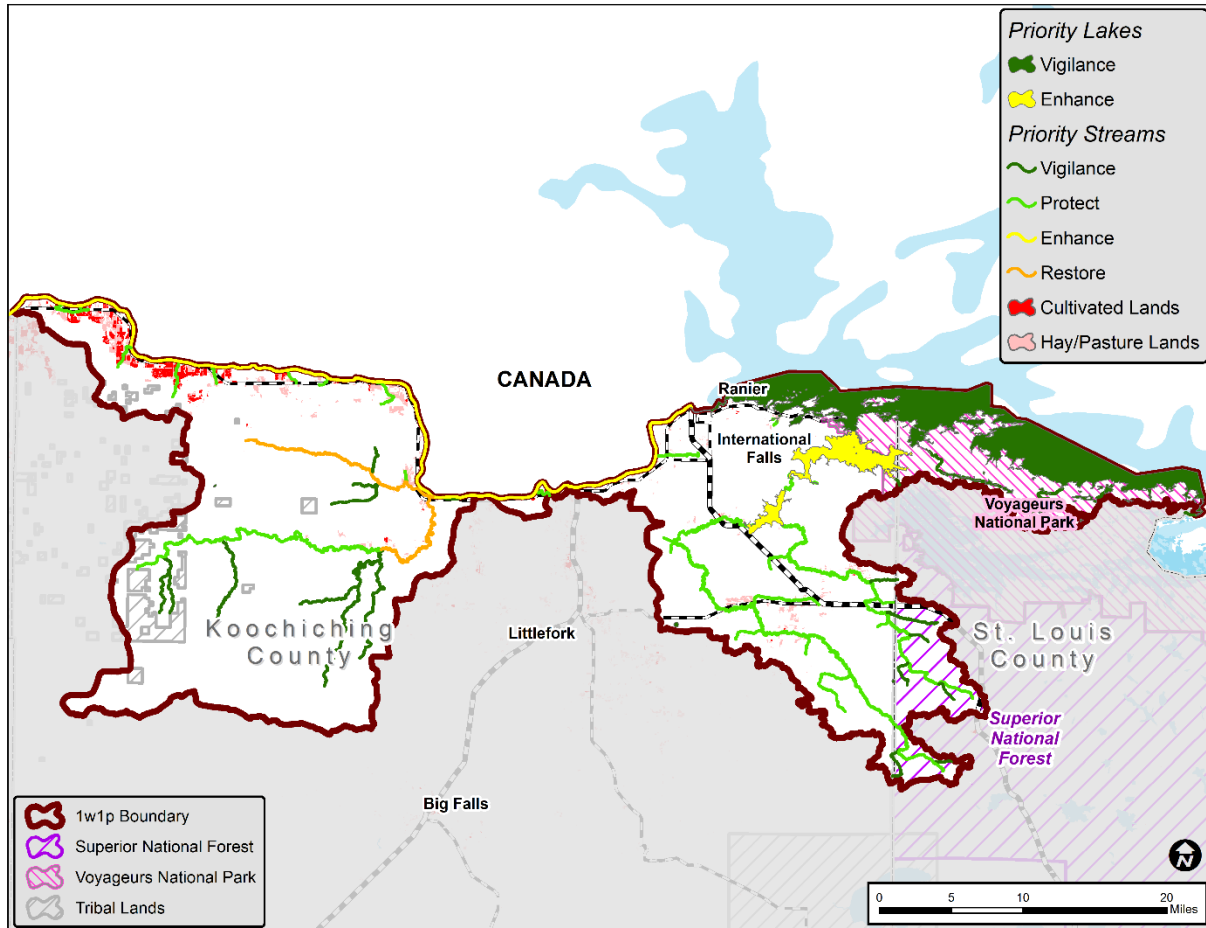 Priority Lakes
Vigilance
Enhance
Priority Streams
Vigilance
Protect
Enhance
Restore
Cultivated Lands
Hay/Pasture Lands
CANADA
Ranier
International
Falls
Voyageurs
National Park
Koochiching
County
Littlefork
St. Louis
County
Superior
National
Forest
Big Falls
1w1p Boundary
Superior National Forest
Voyageurs National Park
Tribal Lands
N
0 5 10 20
Miles